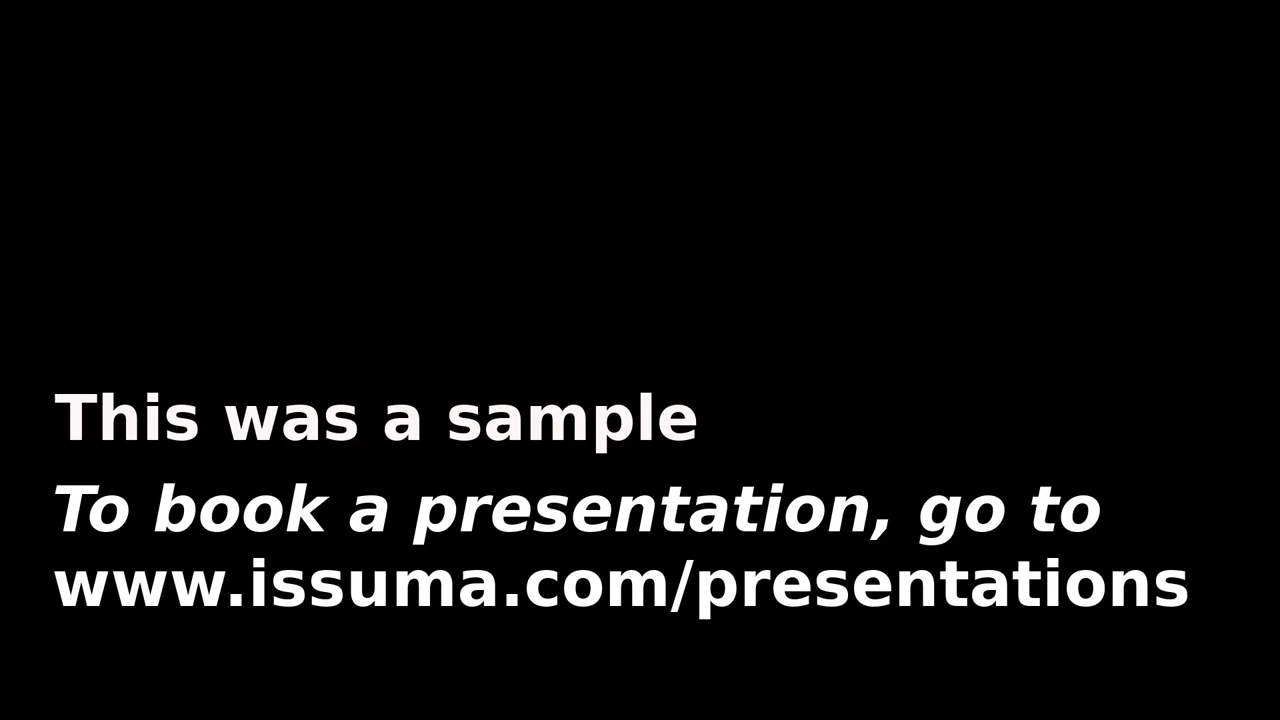 This was a sample
To book a presentation, go to
www.issuma.com/presentations